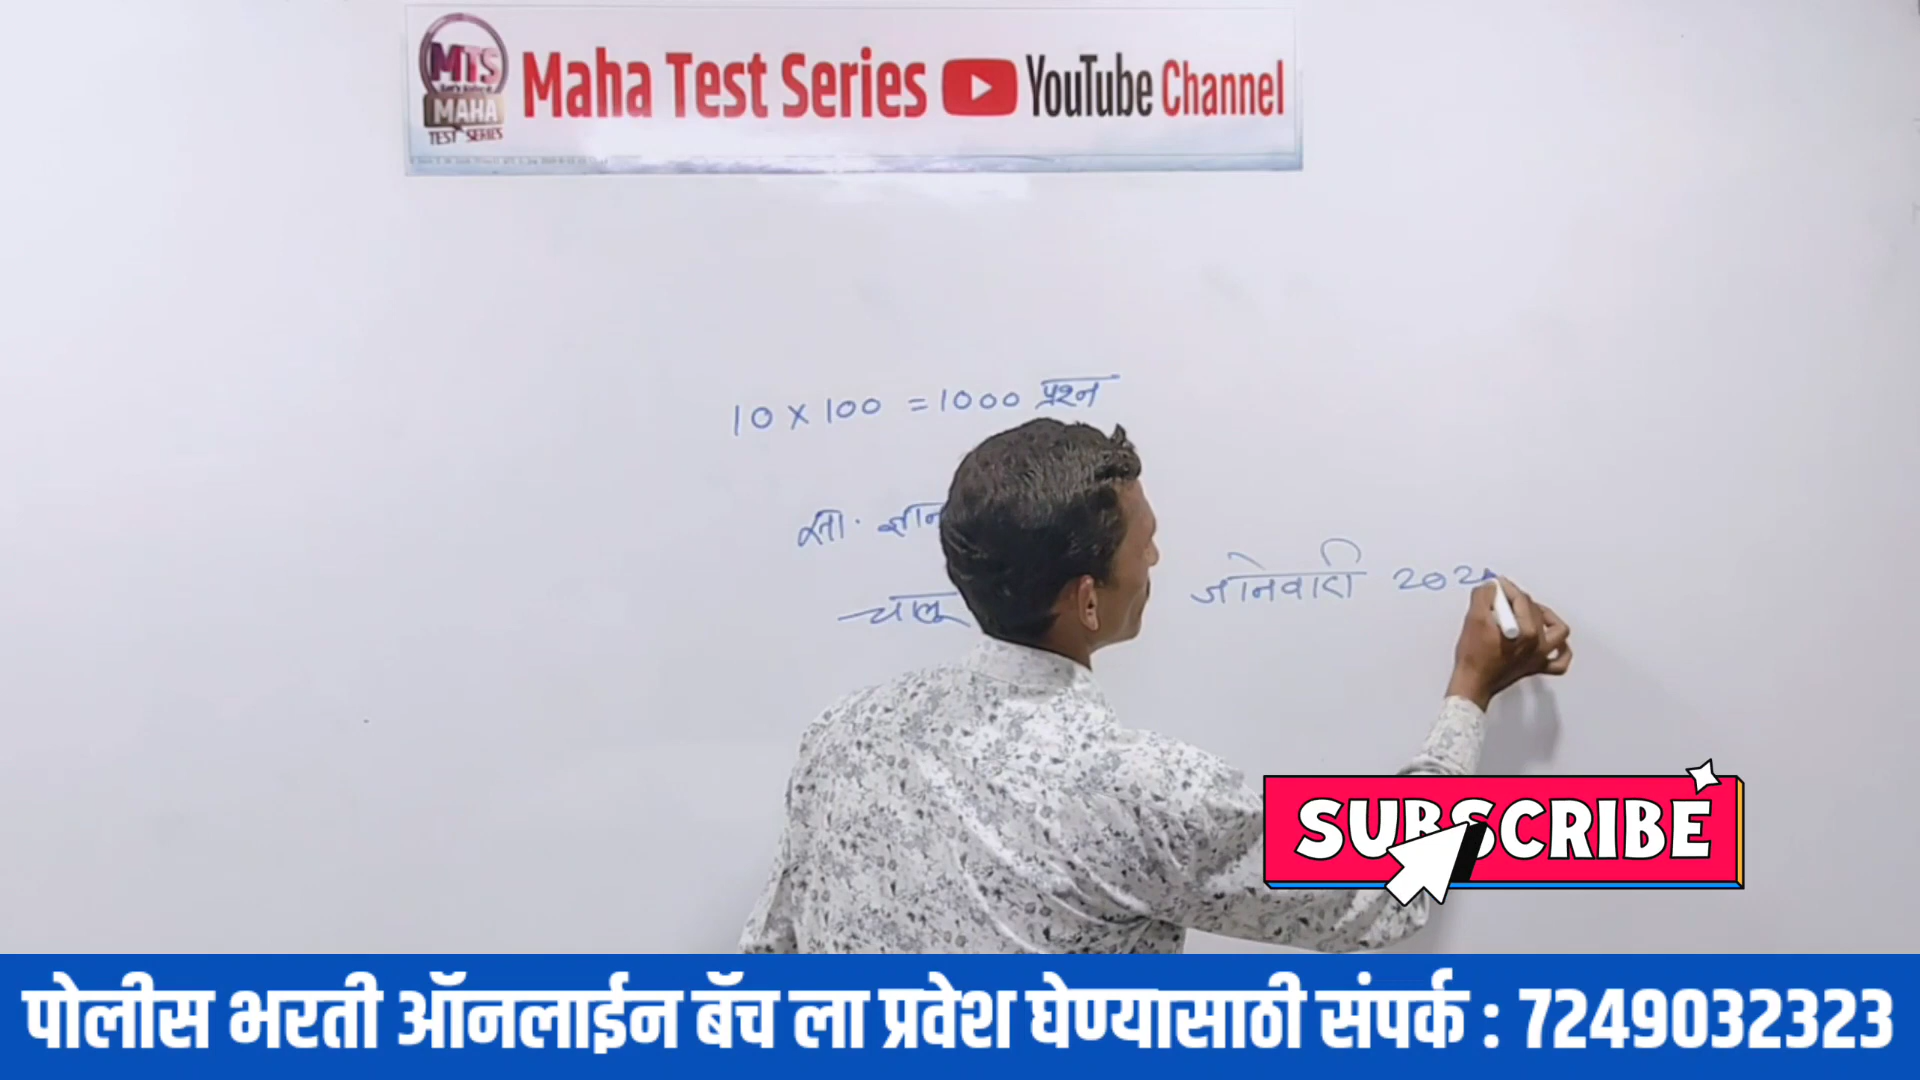 MTS
MAHA
TEST SERIES
Maha Test Series YouTube Channel
10 x 100 = 1000 प्रश्न
सा. ज्ञान
चालू
जानेवारी 202
SUBSCRIBE
पोलीस भरती ऑनलाईन बॅच ला प्रवेश घेण्यासाठी संपर्क : 7249032323